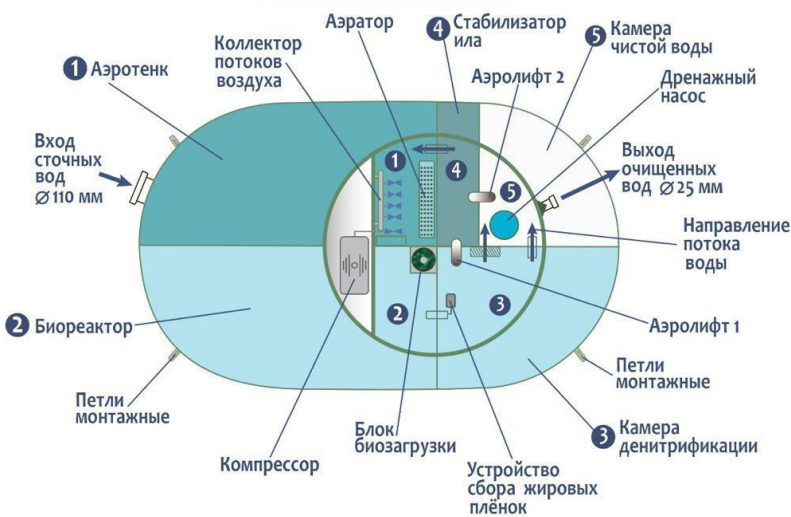 1 Аэротенк
Коллектор
потоков
воздуха
Аэратор
4 Стабилизатор
ила
Аэролифт 2
5 Камера
чистой воды
Дренажный
насос
Вход
сточных
вод
Ø 110 мм
Выход
очищенных
вод Ø 25 мм
Направление
потока
воды
1
4
5
2
3
2 Биореактор
Аэролифт 1
Петли
монтажные
Петли
монтажные
Компрессор
Блок
биозагрузки
Устройство
сбора жировых
плёнок
3 Камера
денитрификации